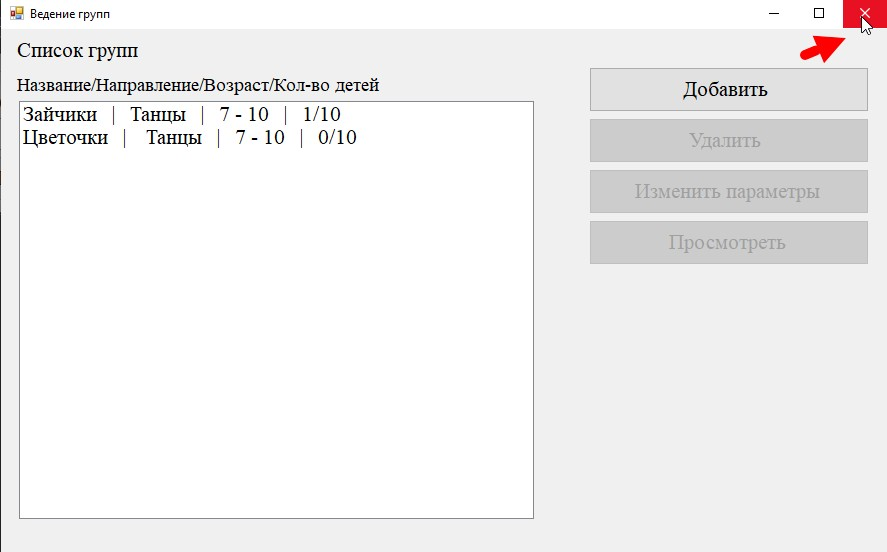 Ведение групп
Список групп
Название/Направление/Возраст/Кол-во детей
Зайчики | Танцы | 7 - 10 | 1/10
Цветочки | Танцы | 7 - 10 | 0/10
Добавить
Удалить
Изменить параметры
Просмотреть